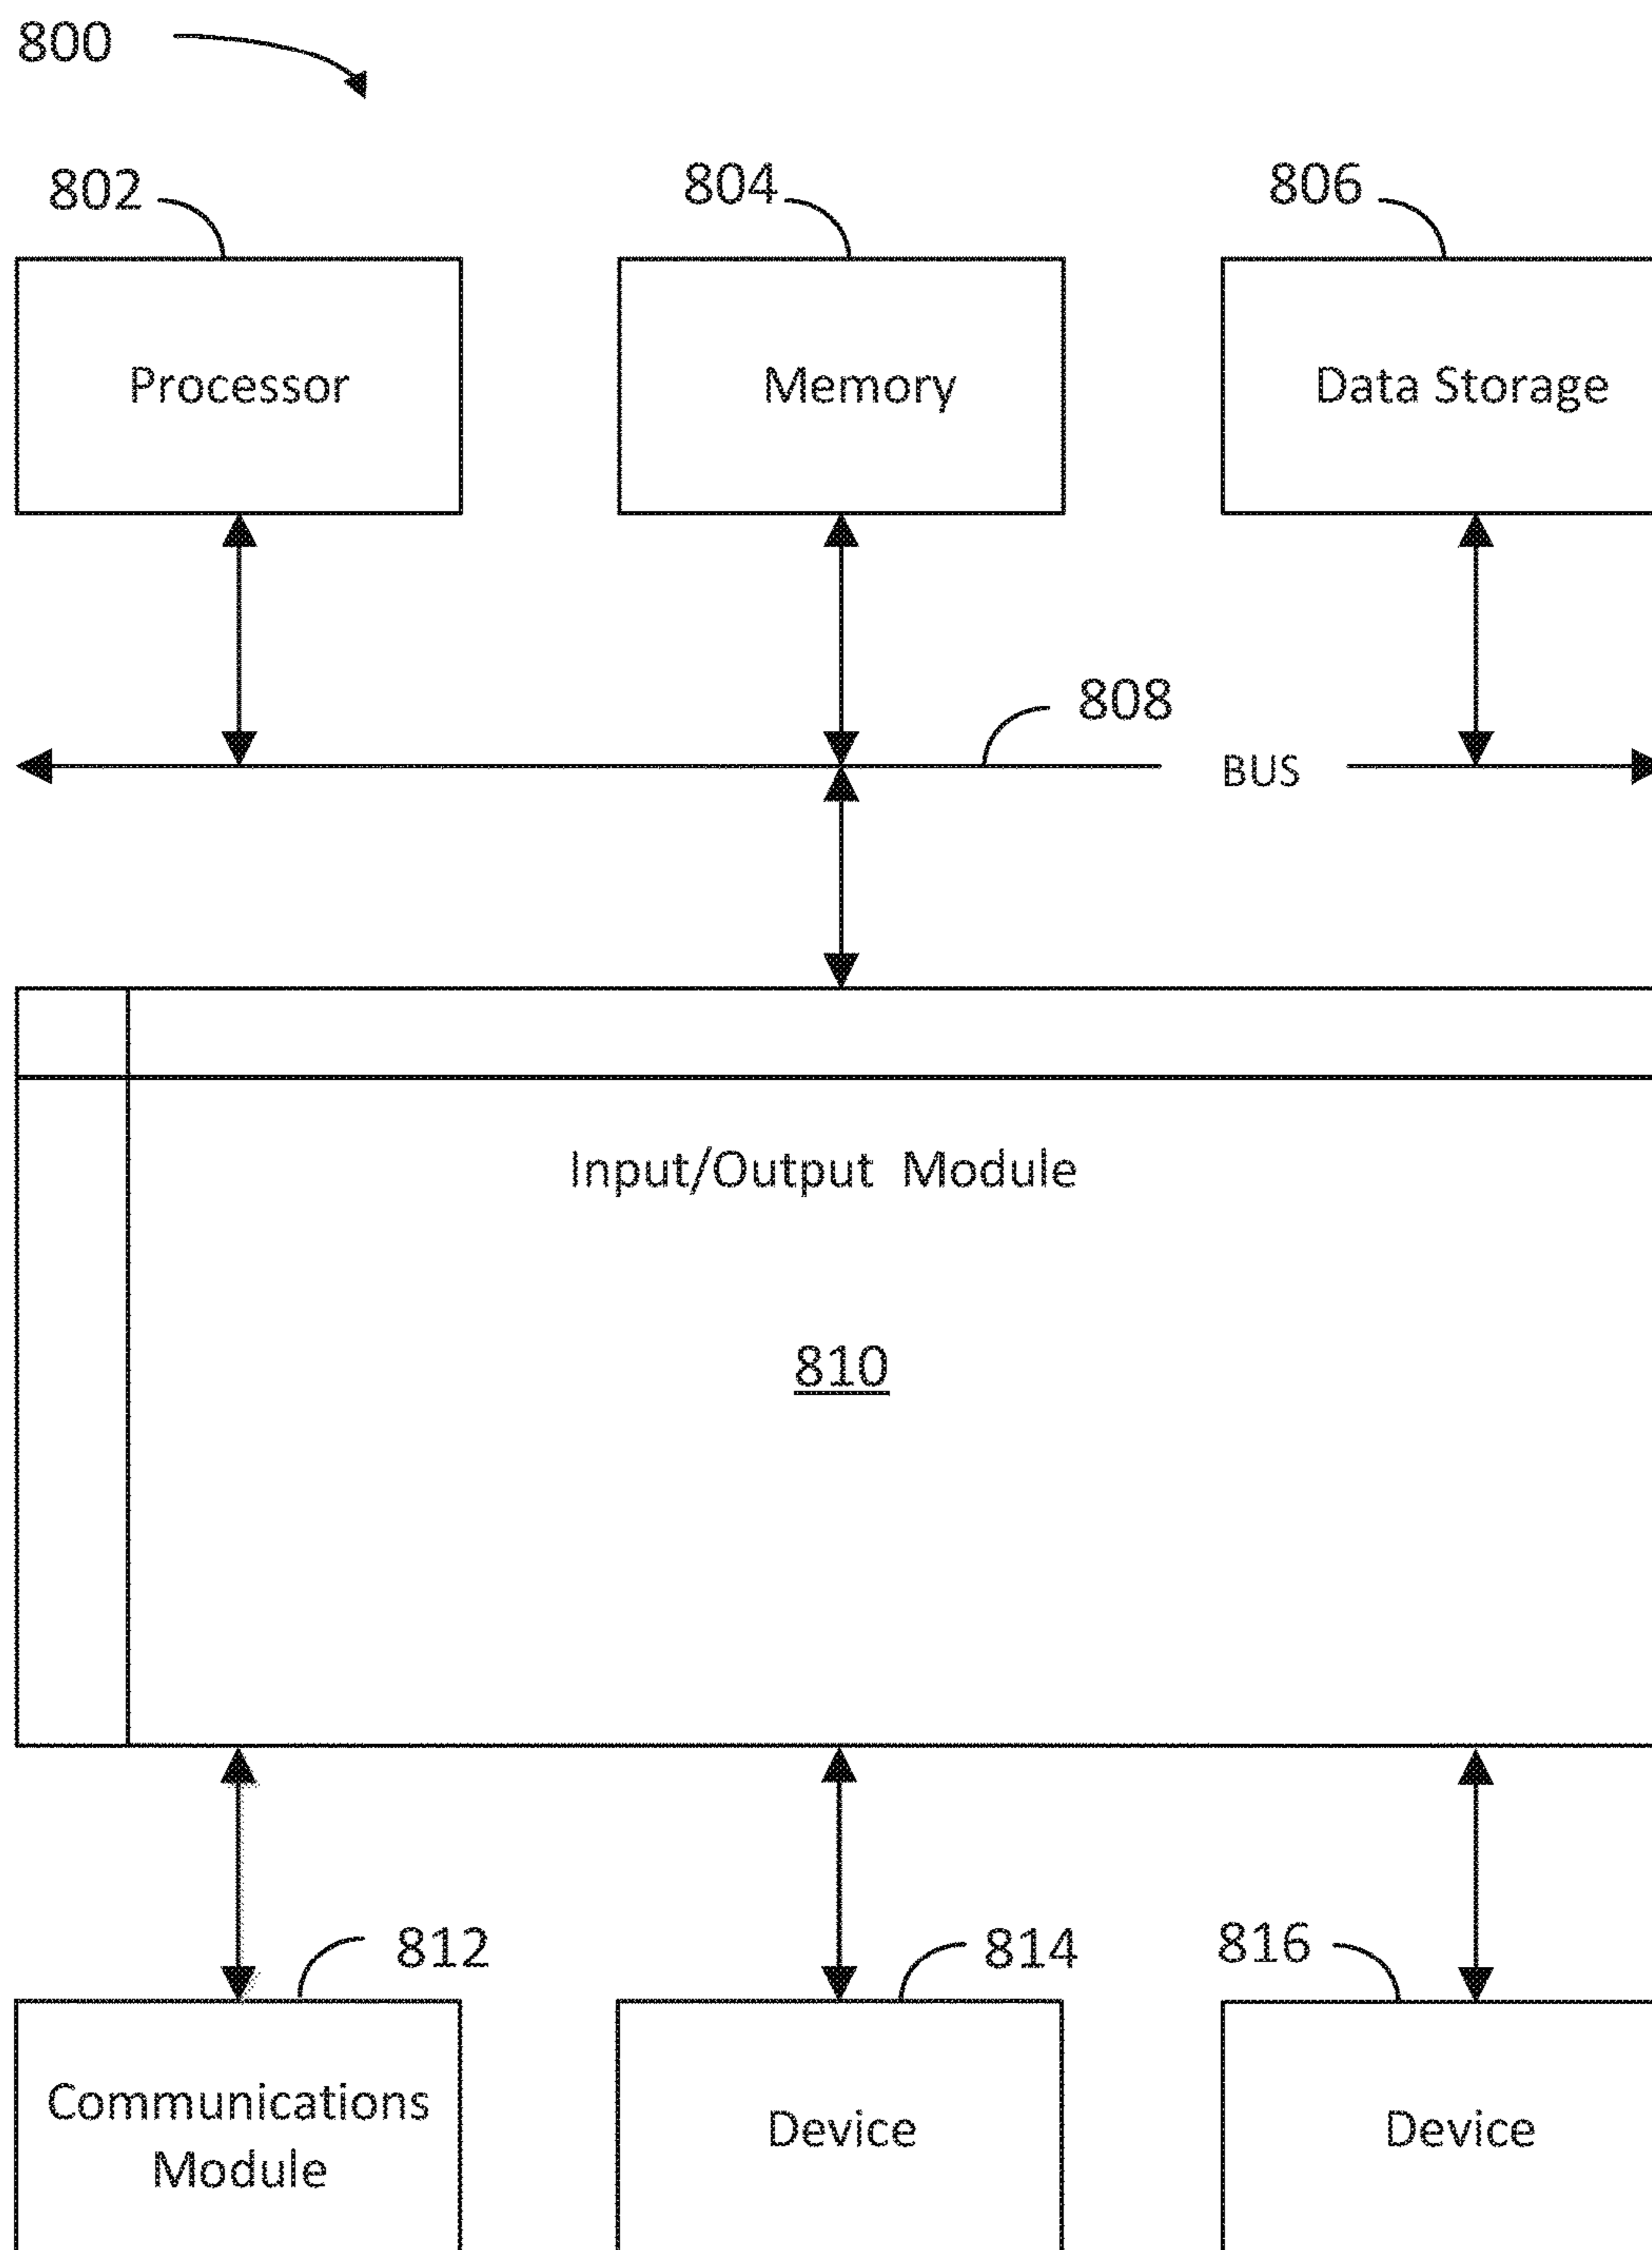 800
802
804
806
Processor
Memory
Data Storage
808
BUS
Input/Output Module
810
812
814
816
Communications
Module
Device
Device